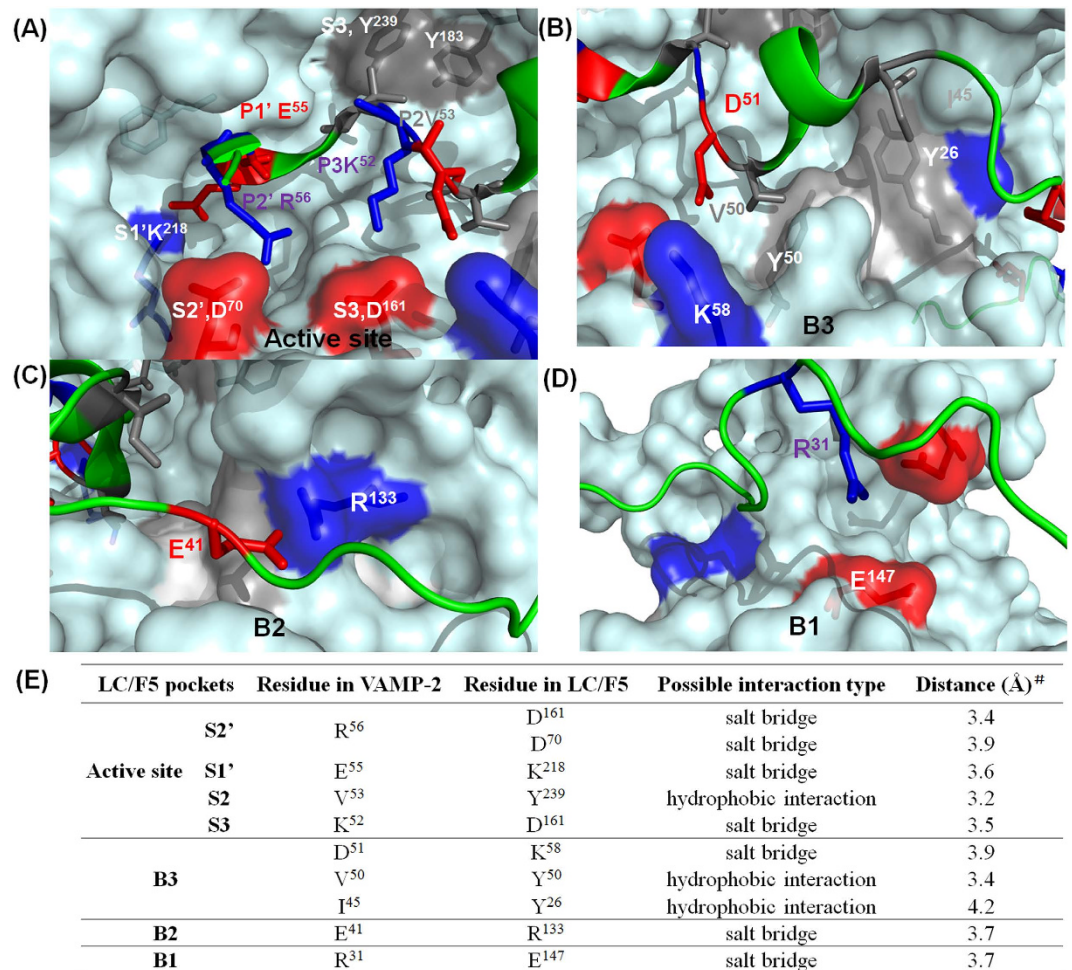 (A)
S3, Y²³⁹
Y¹⁸³
P1' E⁵⁵
P2V⁵³
P3K⁵²
P2' R⁵⁶
S1'K²¹⁸
S2',D⁷⁰
S3,D¹⁶¹
Active site
(B)
D⁵¹
I⁴⁵
Y²⁶
V⁵⁰
Y⁵⁰
K⁵⁸
B3
(C)
R¹³³
E⁴¹
B2
(D)
R³¹
E¹⁴⁷
B1
(E)
LC/F5 pockets Residue in VAMP-2 Residue in LC/F5 Possible interaction type Distance (Å)#
Active site S2' R⁵⁶ D¹⁶¹ salt bridge 3.4
D⁷⁰ salt bridge 3.9
S1' E⁵⁵ K²¹⁸ salt bridge 3.6
S2 V⁵³ Y²³⁹ hydrophobic interaction 3.2
S3 K⁵² D¹⁶¹ salt bridge 3.5
B3 D⁵¹ K⁵⁸ salt bridge 3.9
V⁵⁰ Y⁵⁰ hydrophobic interaction 3.4
I⁴⁵ Y²⁶ hydrophobic interaction 4.2
B2 E⁴¹ R¹³³ salt bridge 3.7
B1 R³¹ E¹⁴⁷ salt bridge 3.7